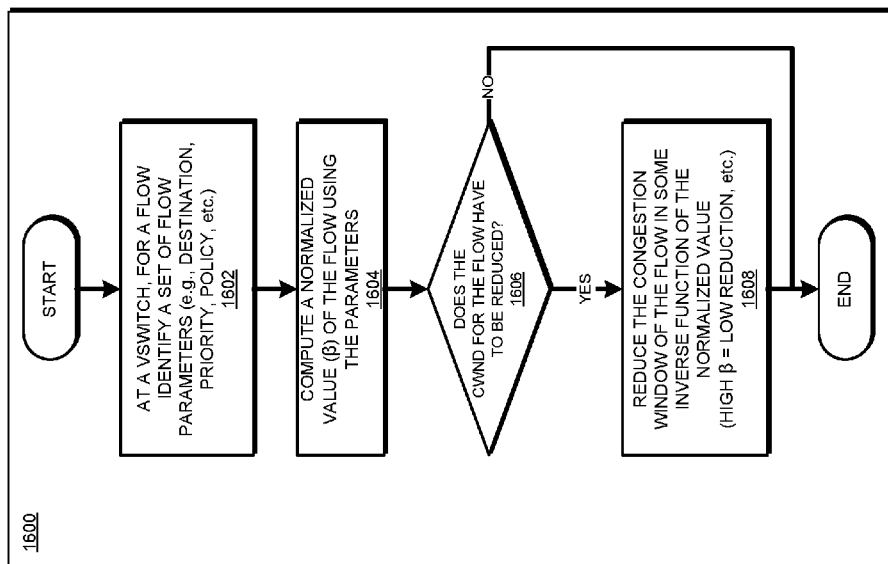 1600
START
AT A VSWITCH, FOR A FLOW
IDENTIFY A SET OF FLOW
PARAMETERS (e.g., DESTINATION,
PRIORITY, POLICY, etc.)
1602
COMPUTE A NORMALIZED
VALUE (β) OF THE FLOW USING
THE PARAMETERS
1604
DOES THE
CWND FOR THE FLOW HAVE
TO BE REDUCED?
1606
NO
YES
REDUCE THE CONGESTION
WINDOW OF THE FLOW IN SOME
INVERSE FUNCTION OF THE
NORMALIZED VALUE
(HIGH β = LOW REDUCTION, etc.)
1608
END